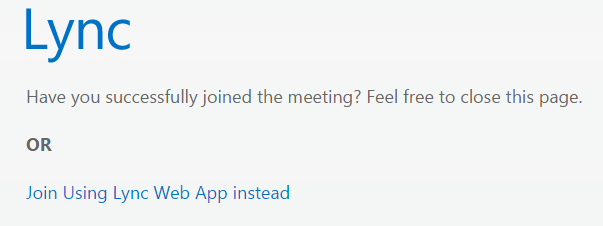 Lync
Have you successfully joined the meeting? Feel free to close this page.
OR
Join Using Lync Web App instead